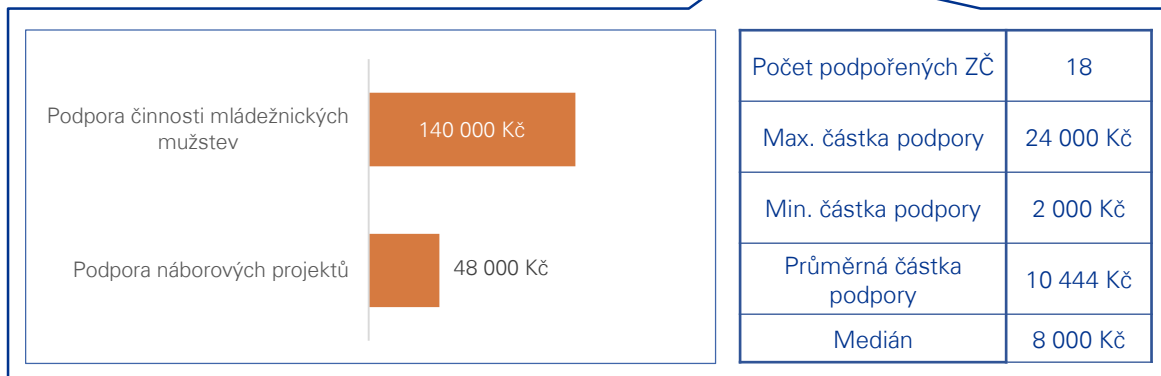 Podpora činnosti mládežnických
mužstev
140 000 Kč
Podpora náborových projektů
48 000 Kč
Počet podpořených ZČ
18
Max. částka podpory
24 000 Kč
Min. částka podpory
2 000 Kč
Průměrná částka
podpory
10 444 Kč
Medián
8 000 Kč